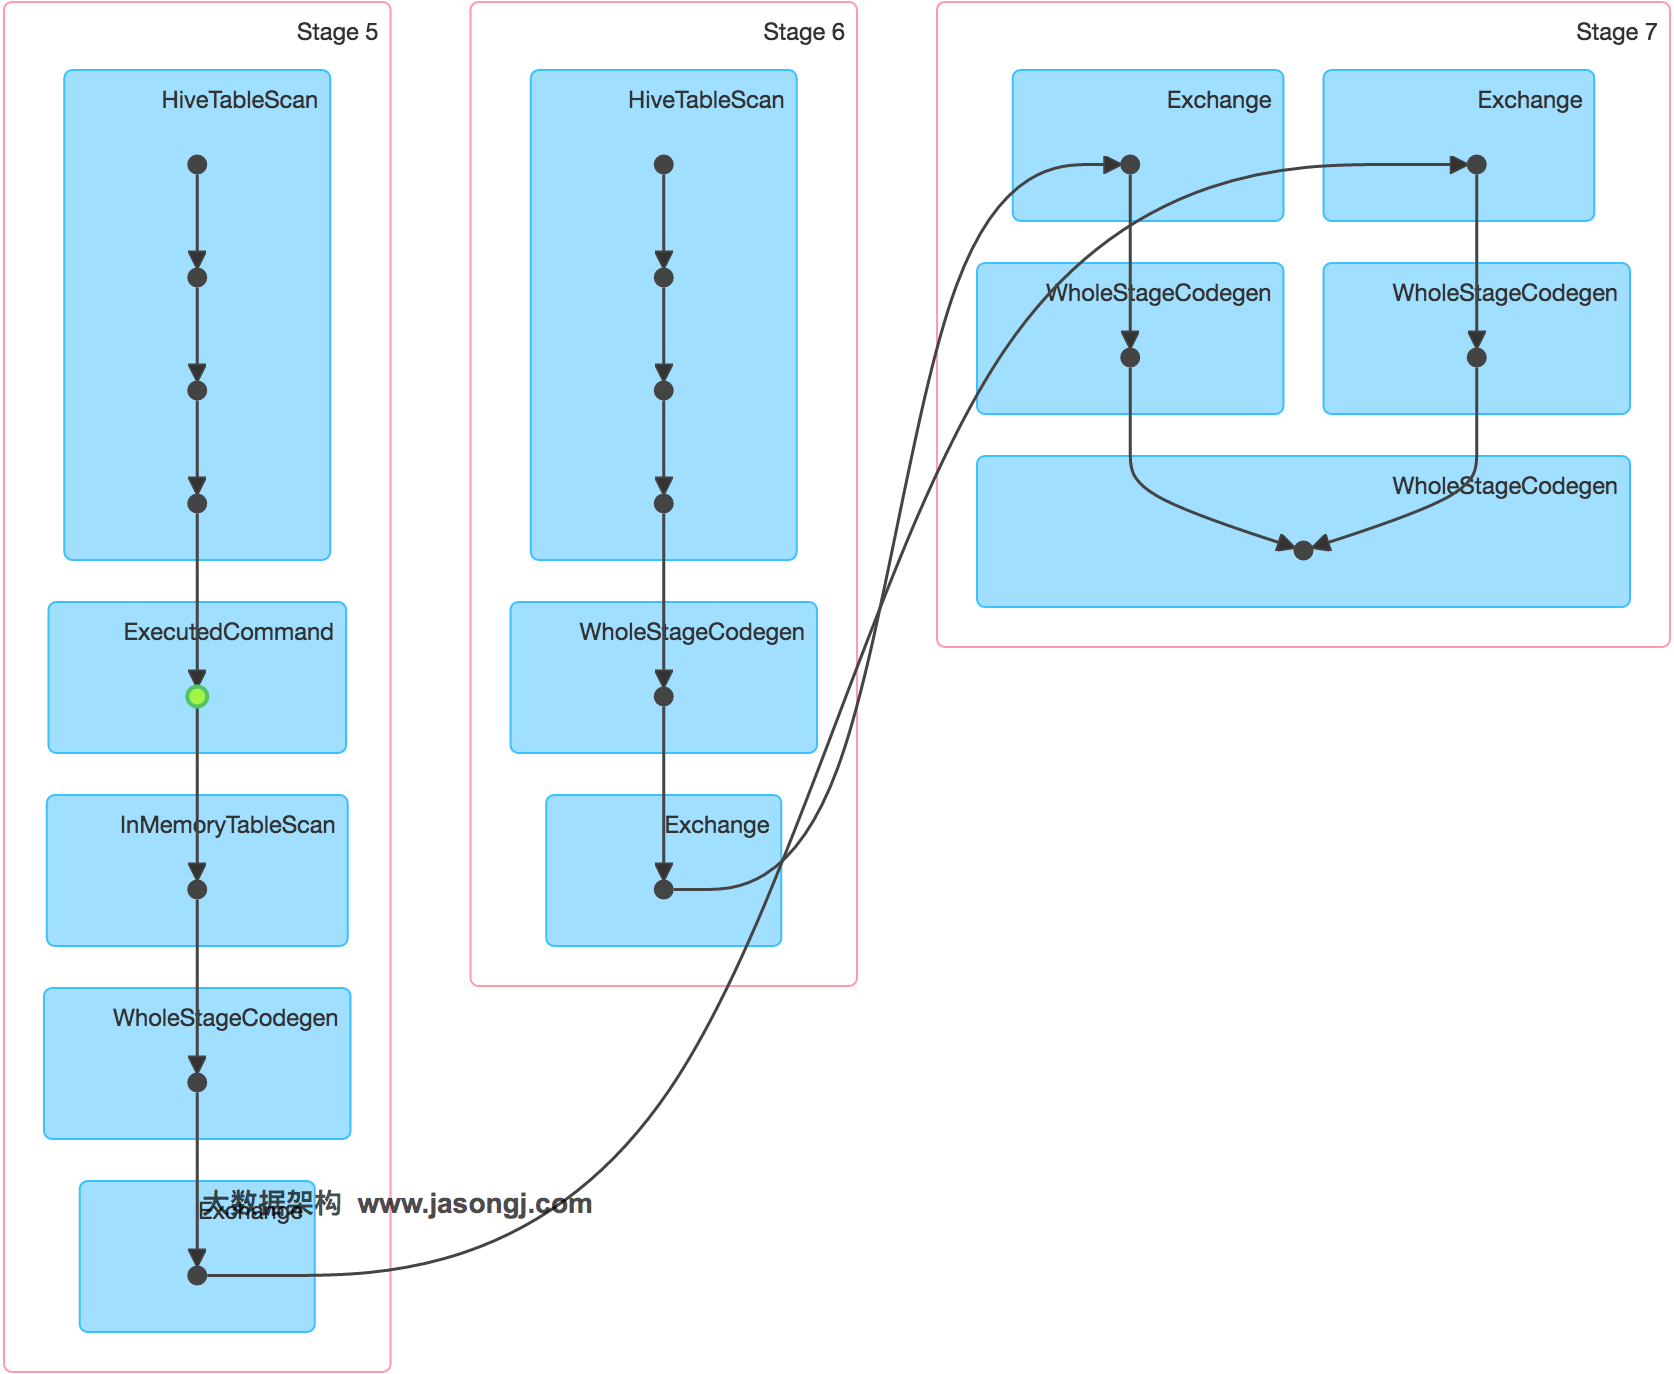 Stage 5
HiveTableScan
ExecutedCommand
InMemoryTableScan
WholeStageCodegen
Exchange
大数据架构 www.jasongj.com
Stage 6
HiveTableScan
WholeStageCodegen
Exchange
Stage 7
Exchange
Exchange
WholeStageCodegen
WholeStageCodegen
WholeStageCodegen